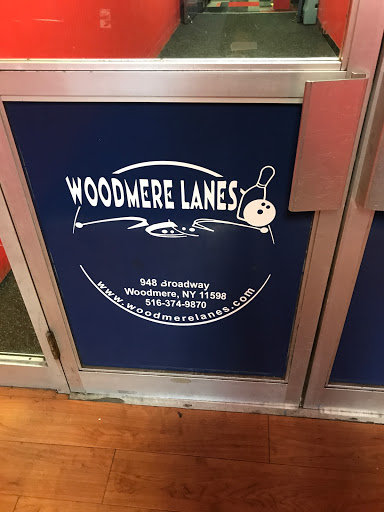 WOODMERE LANES
948 Broadway
Woodmere, NY 11598
516-374-9870
www.woodmerelanes.com